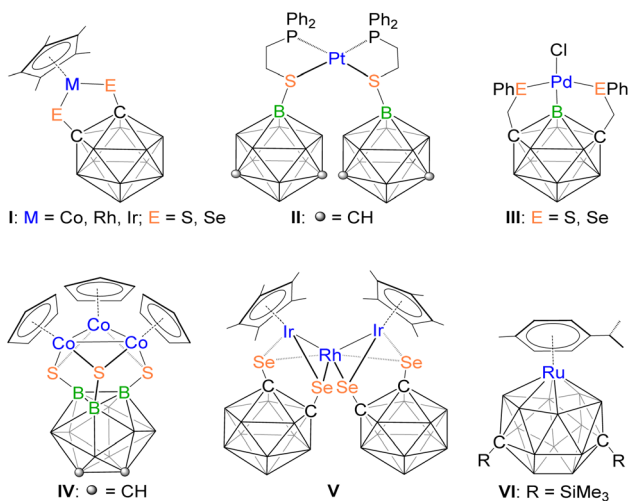 Ph2 Ph2
P P
Cl
M E
Pt
PhE Pd EPh
E
S S
C
C
B B
B
C C
I: M = Co, Rh, Ir; E = S, Se
II: = CH
III: E = S, Se
Co
Co Co
S S S
B B
B
IV: = CH
Ir Ir
Rh
Se Se
Se Se
C C
C C
V
Ru
C C
R R
VI: R = SiMe3